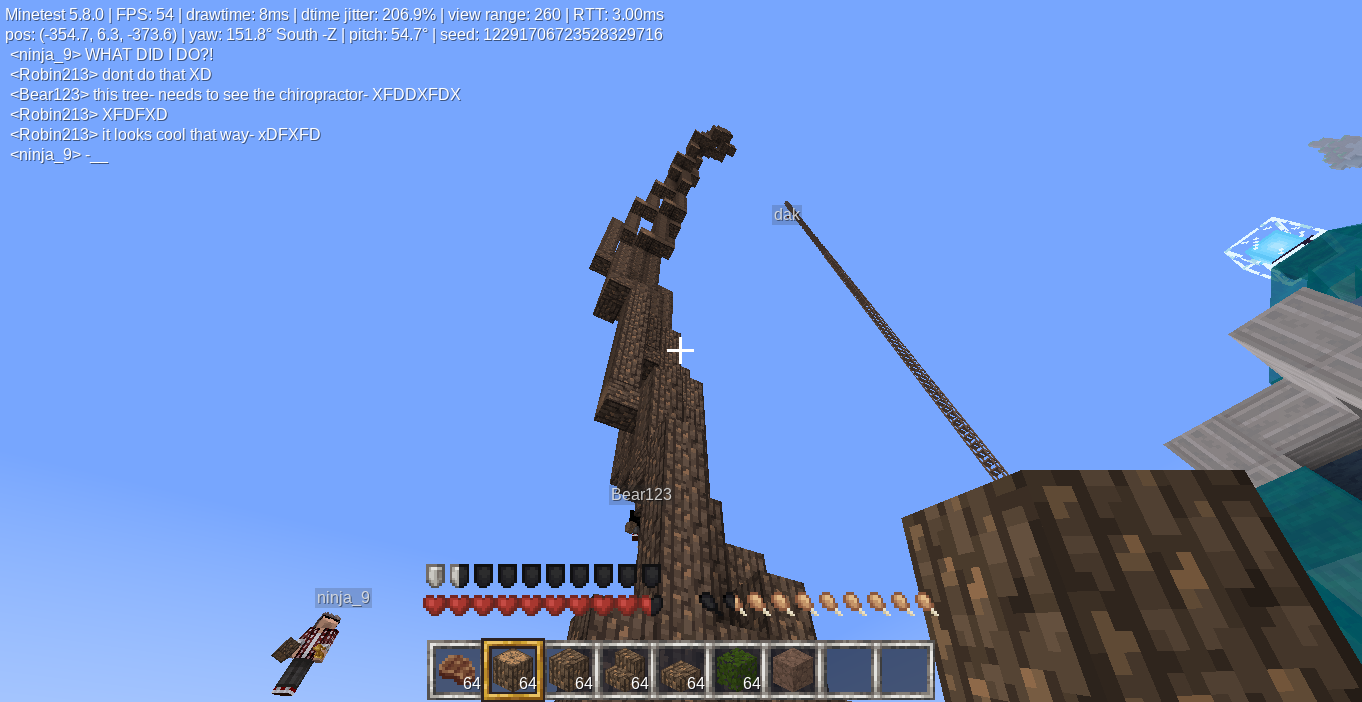 Minetest 5.8.0 | FPS: 54 | drawtime: 8ms | dtime jitter: 206.9% | view range: 260 | RTT: 3.00ms
pos: (-354.7, 6.3, -373.6) | yaw: 151.8° South -Z | pitch: 54.7° | seed: 12291706723528329716
<ninja_9> WHAT DID I DO?!
<Robin213> dont do that XD
<Bear123> this tree- needs to see the chiropractor- XFDDXFDX
<Robin213> XFDFXD
<Robin213> it looks cool that way- xDFXFD
<ninja_9> -__
dak
Bear123
ninja_9
64 64 64 64 64 64